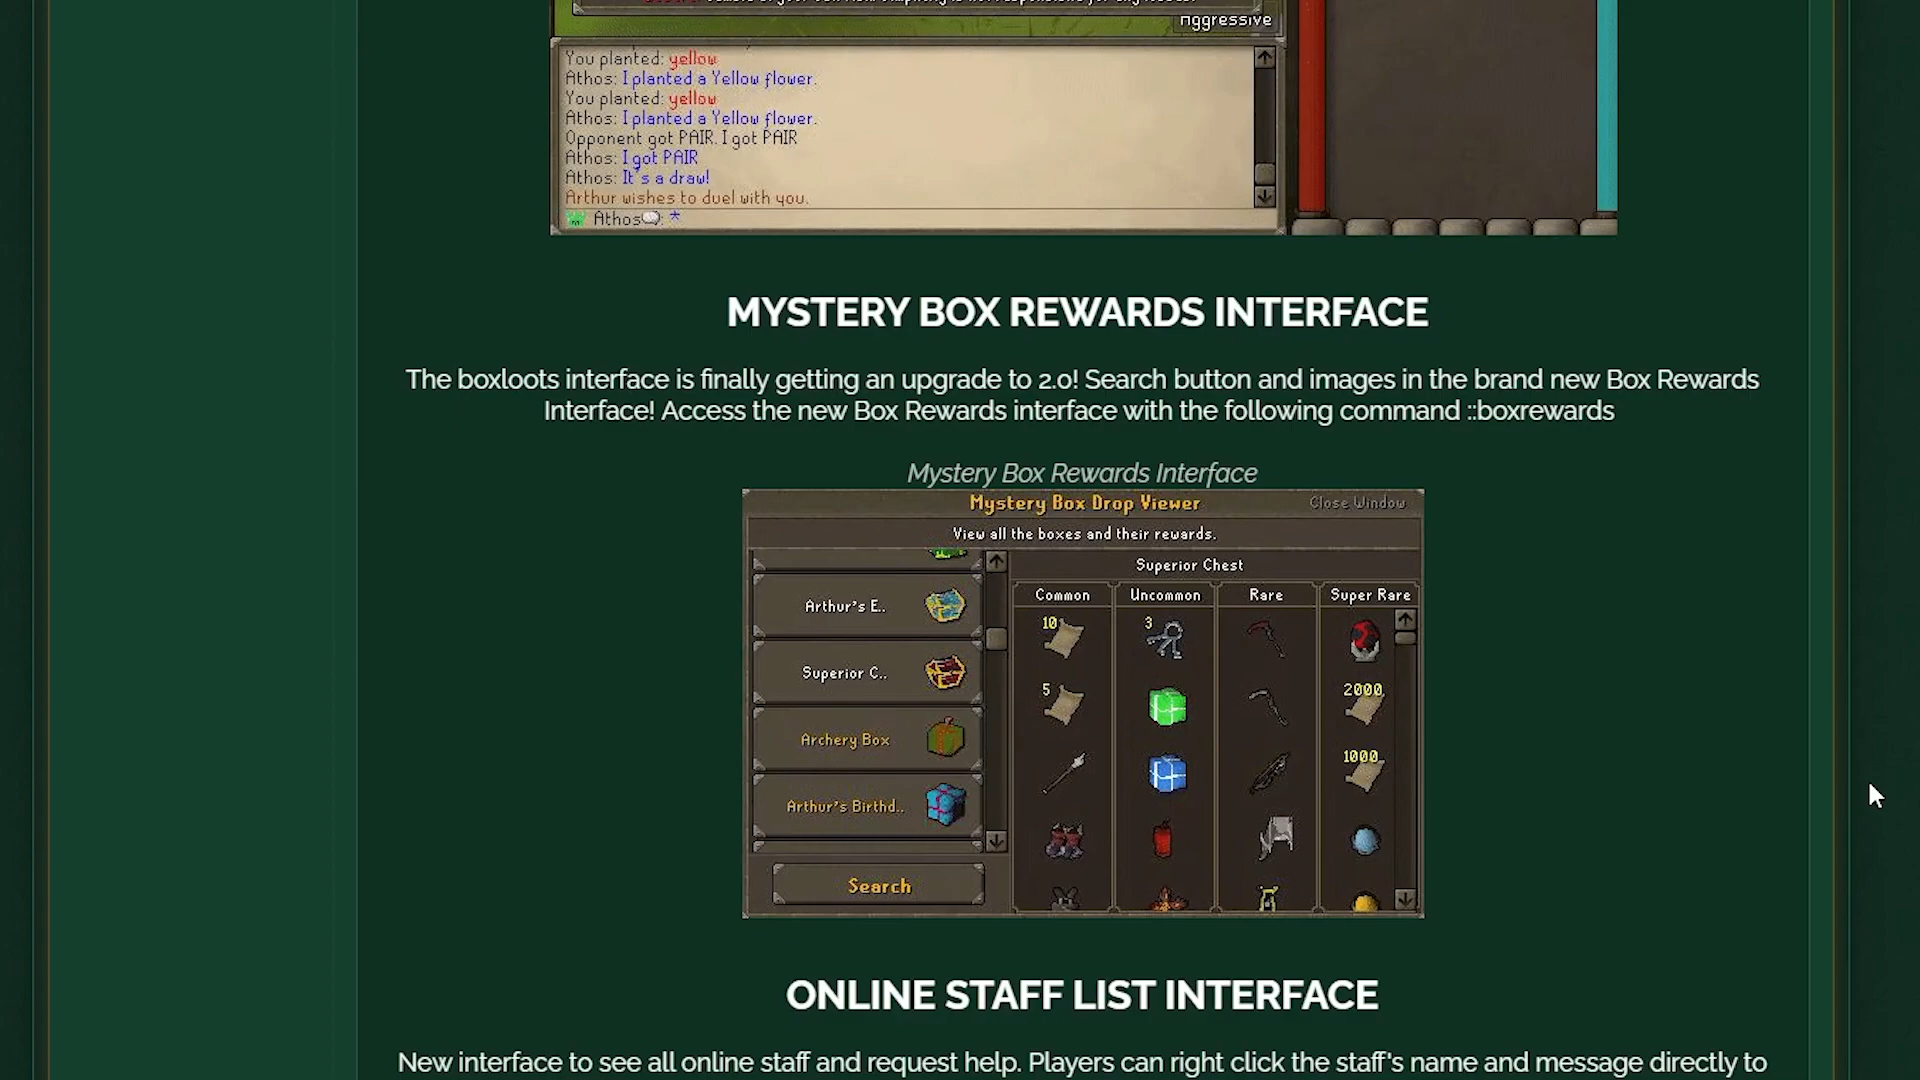 Aggressive
You planted: yellow
Athos: I planted a Yellow flower.
You planted: yellow
Athos: I planted a Yellow flower.
Opponent got PAIR. I got PAIR
Athos: I got PAIR
Athos: It's a draw!
Arthur wishes to duel with you.
Athos: *
MYSTERY BOX REWARDS INTERFACE
The boxloots interface is finally getting an upgrade to 2.0! Search button and images in the brand new Box Rewards
Interface! Access the new Box Rewards interface with the following command ::boxrewards
Mystery Box Rewards Interface
Mystery Box Drop Viewer
Close Window
View all the boxes and their rewards.
Superior Chest
Common Uncommon Rare Super Rare
Arthur's E..
Superior C..
Archery Box
Arthur's Birthd..
Search
10 3
5 2000
1000
ONLINE STAFF LIST INTERFACE
New interface to see all online staff and request help. Players can right click the staff's name and message directly to